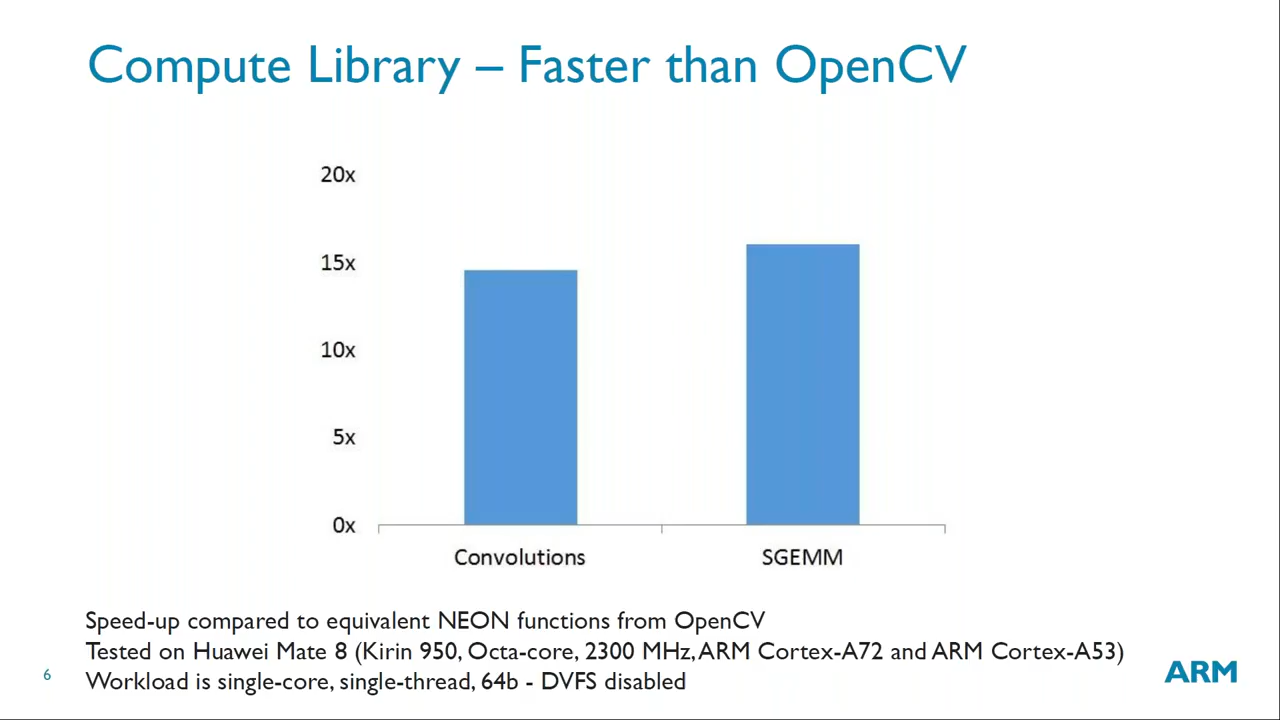 Compute Library – Faster than OpenCV
20x
15x
10x
5x
0x
Convolutions SGEMM
Speed-up compared to equivalent NEON functions from OpenCV
Tested on Huawei Mate 8 (Kirin 950, Octa-core, 2300 MHz, ARM Cortex-A72 and ARM Cortex-A53)
Workload is single-core, single-thread, 64b - DVFS disabled
6
ARM